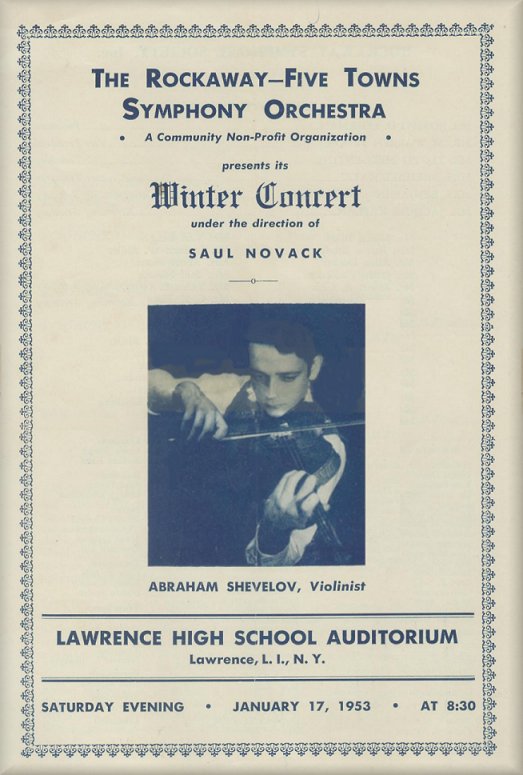 The Rockaway–Five Towns
Symphony Orchestra
• A Community Non-Profit Organization •
presents its
Winter Concert
under the direction of
SAUL NOVACK
ABRAHAM SHEVELOV, Violinist
LAWRENCE HIGH SCHOOL AUDITORIUM
Lawrence, L. I., N. Y.
SATURDAY EVENING • JANUARY 17, 1953 • AT 8:30